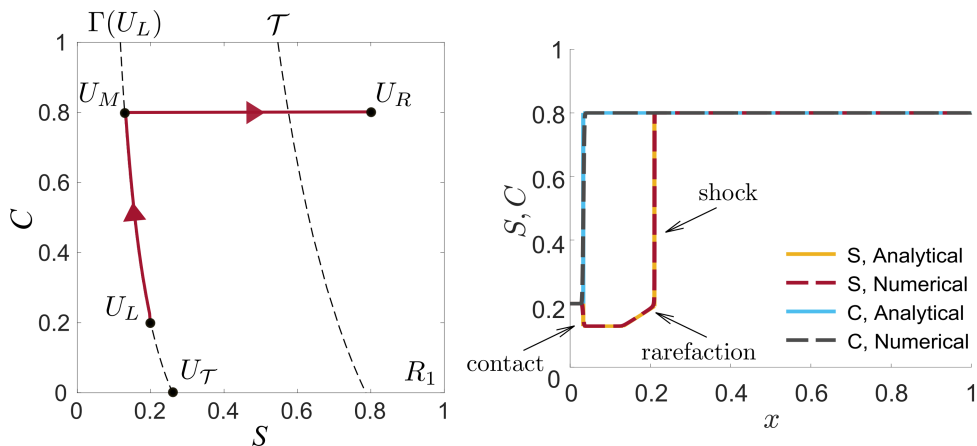 Γ(U_L)
𝒯
1
0.8
0.6
0.4
0.2
0
C
U_M
U_R
U_L
U_𝒯
R_1
0
0.2
0.4
0.6
0.8
1
S
1
0.8
0.6
0.4
0.2
0
S, C
shock
contact
rarefaction
S, Analytical
S, Numerical
C, Analytical
C, Numerical
0
0.2
0.4
0.6
0.8
1
x